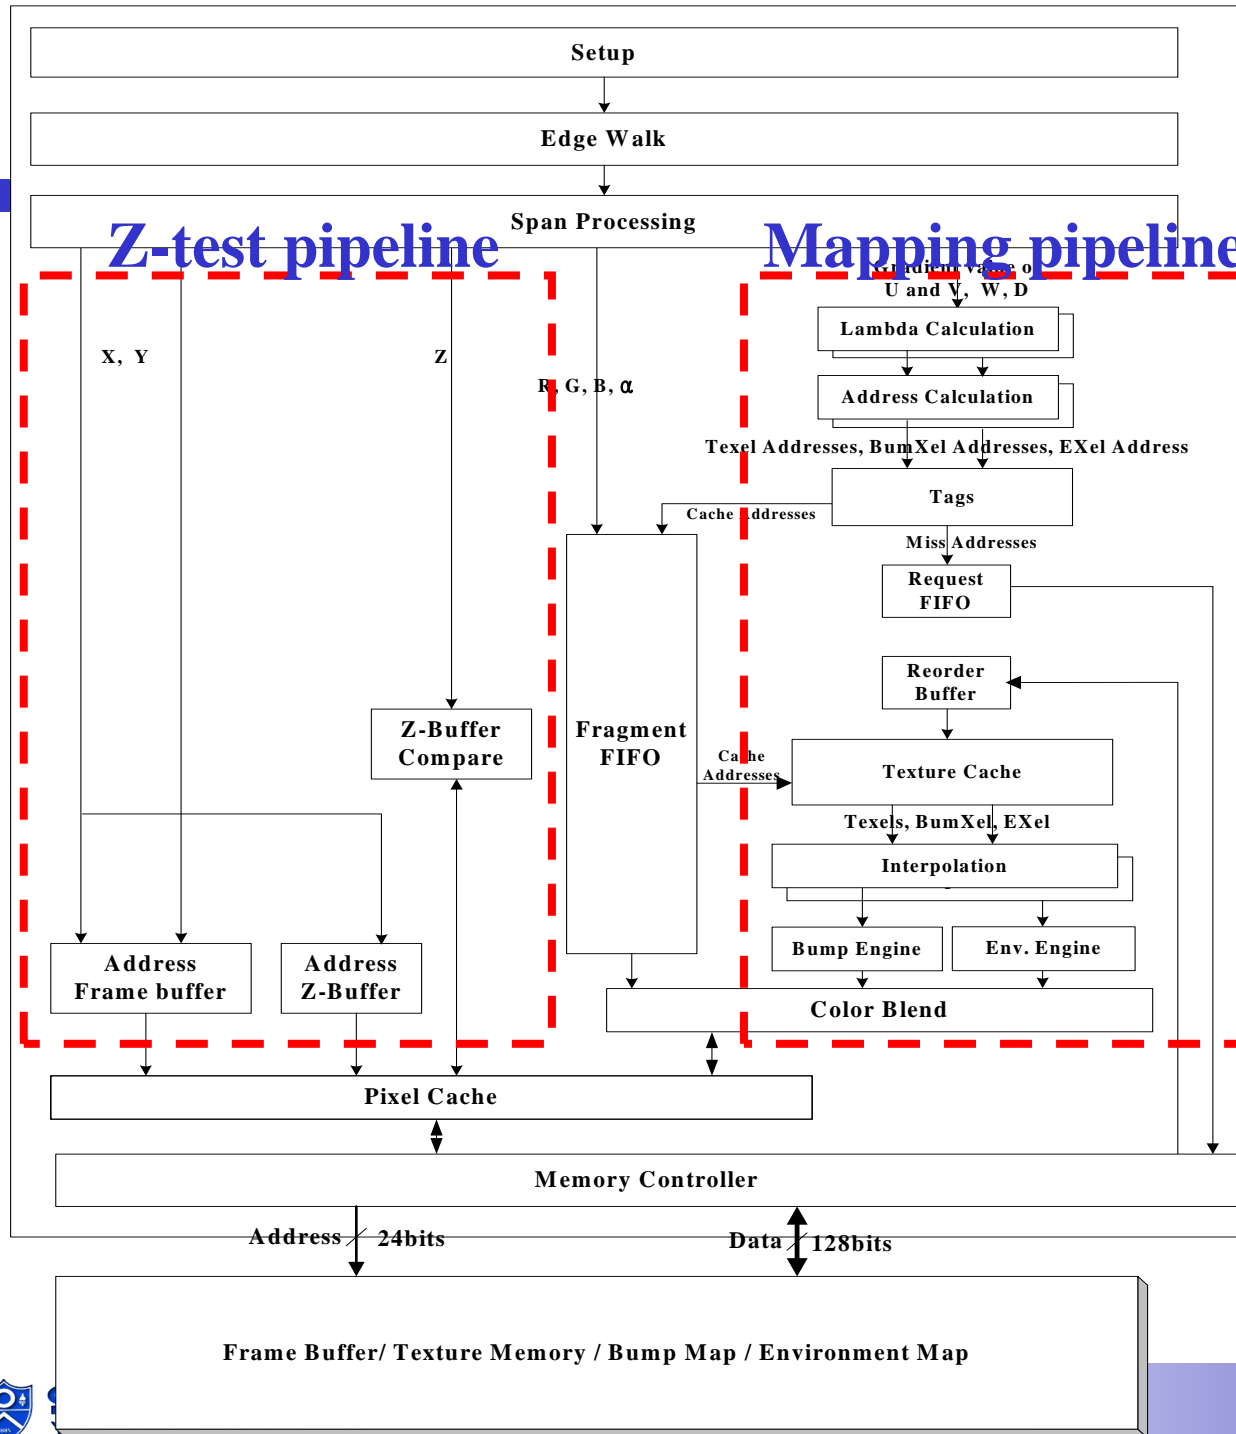 Setup
Edge Walk
Span Processing
Z-test pipeline
Mapping pipeline
Gradient value o
U and V, W, D
Lambda Calculation
X, Y
Z
R, G, B, α
Address Calculation
Texel Addresses, BumXel Addresses, EXel Address
Tags
Cache Addresses
Miss Addresses
Request
FIFO
Reorder
Buffer
Z-Buffer
Compare
Fragment
FIFO
Cache
Addresses
Texture Cache
Texels, BumXel, EXel
Interpolation
Bump Engine
Env. Engine
Address
Frame buffer
Address
Z-Buffer
Color Blend
Pixel Cache
Memory Controller
Address
24bits
Data
128bits
Frame Buffer/ Texture Memory / Bump Map / Environment Map